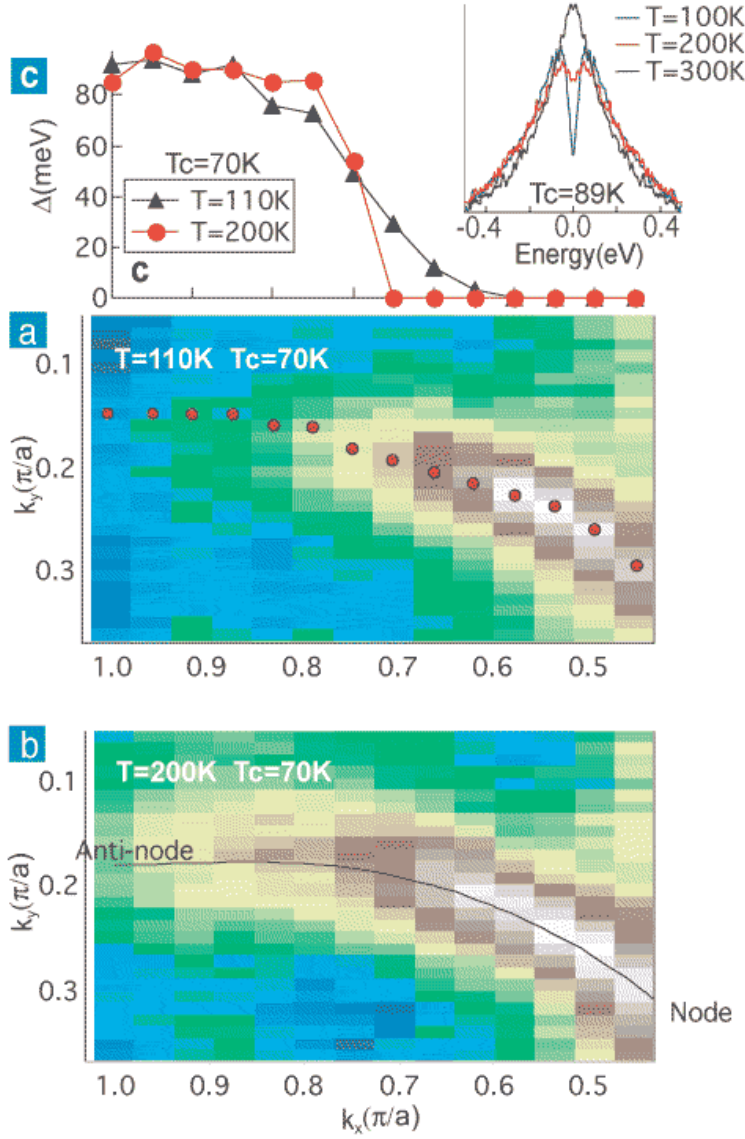 c
80
60
40
20
0
Δ(meV)
Tc=70K
T=110K
T=200K
c
T=100K
T=200K
T=300K
Tc=89K
-0.4 0.0 0.4
Energy(eV)
a
T=110K Tc=70K
0.1
0.2
0.3
ky(π/a)
1.0 0.9 0.8 0.7 0.6 0.5
b
T=200K Tc=70K
0.1
0.2
0.3
ky(π/a)
Anti-node
Node
1.0 0.9 0.8 0.7 0.6 0.5
kx(π/a)